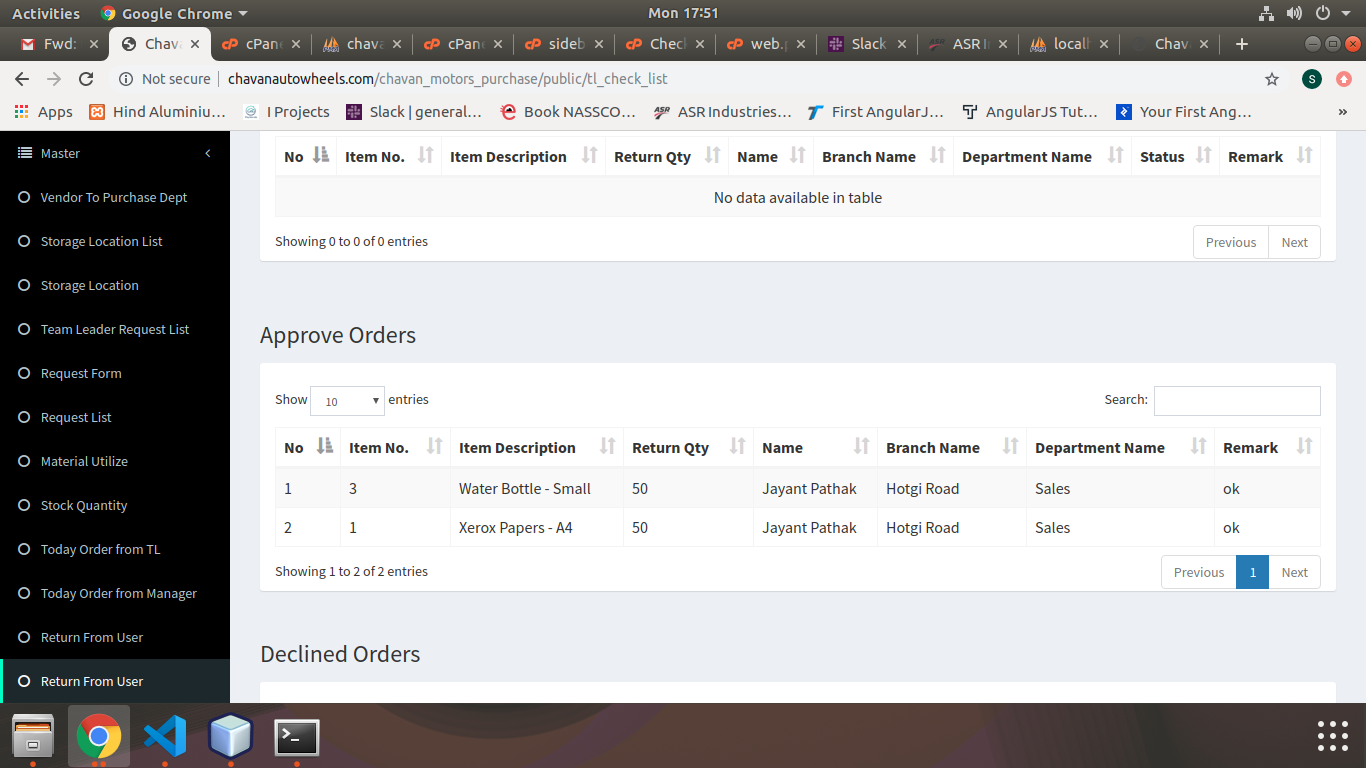 Activities Google Chrome Mon 17:51
Fwd: Chava cPane chava cPane sideb Check web.p Slack ASR I localh Chav
Not secure chavanautowheels.com/chavan_motors_purchase/public/tl_check_list S
Apps Hind Aluminiu... I Projects Slack | general... Book NASSCO... ASR Industries... First AngularJ... AngularJS Tut... Your First Ang... »
Master
Vendor To Purchase Dept
Storage Location List
Storage Location
Team Leader Request List
Request Form
Request List
Material Utilize
Stock Quantity
Today Order from TL
Today Order from Manager
Return From User
Return From User
No Item No. Item Description Return Qty Name Branch Name Department Name Status Remark
No data available in table
Showing 0 to 0 of 0 entries Previous Next
Approve Orders
Show 10 entries Search:
No Item No. Item Description Return Qty Name Branch Name Department Name Remark
1 3 Water Bottle - Small 50 Jayant Pathak Hotgi Road Sales ok
2 1 Xerox Papers - A4 50 Jayant Pathak Hotgi Road Sales ok
Showing 1 to 2 of 2 entries Previous 1 Next
Declined Orders